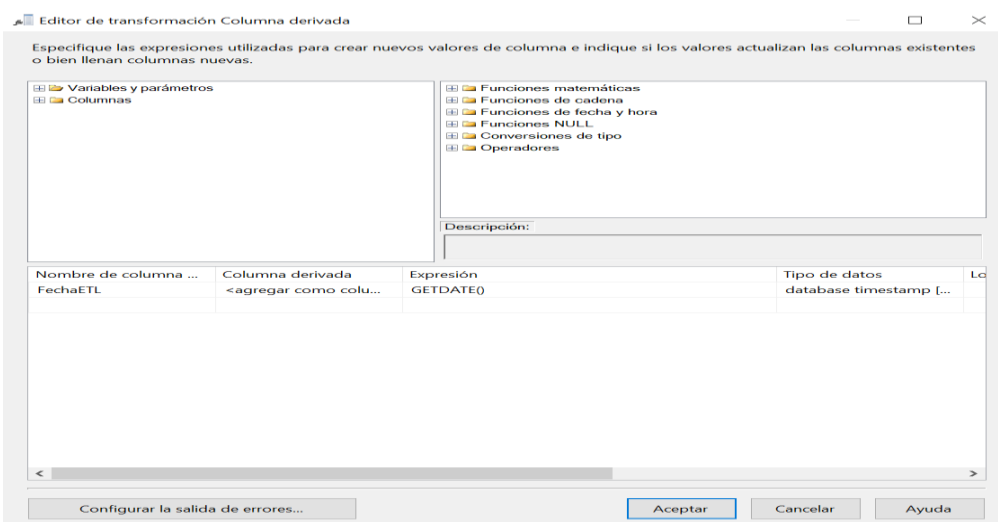 Editor de transformación Columna derivada
Especifique las expresiones utilizadas para crear nuevos valores de columna e indique si los valores actualizan las columnas existentes
o bien llenan columnas nuevas.
Variables y parámetros
Columnas
Funciones matemáticas
Funciones de cadena
Funciones de fecha y hora
Funciones NULL
Conversiones de tipo
Operadores
Descripción:
Nombre de columna ... Columna derivada Expresión Tipo de datos Lo
FechaETL <agregar como colu... GETDATE() database timestamp [...
Configurar la salida de errores... Aceptar Cancelar Ayuda